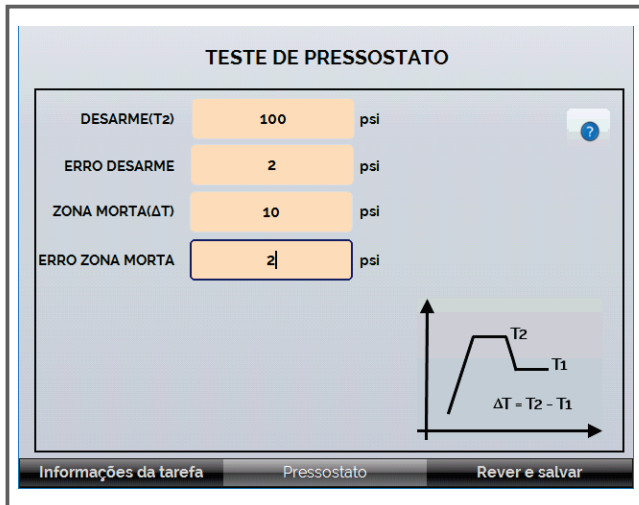 TESTE DE PRESSOSTATO
DESARME(T2) 100 psi
?
ERRO DESARME 2 psi
ZONA MORTA(ΔT) 10 psi
ERRO ZONA MORTA 2 psi
T2
T1
ΔT = T2 - T1
Informações da tarefa Pressostato Rever e salvar